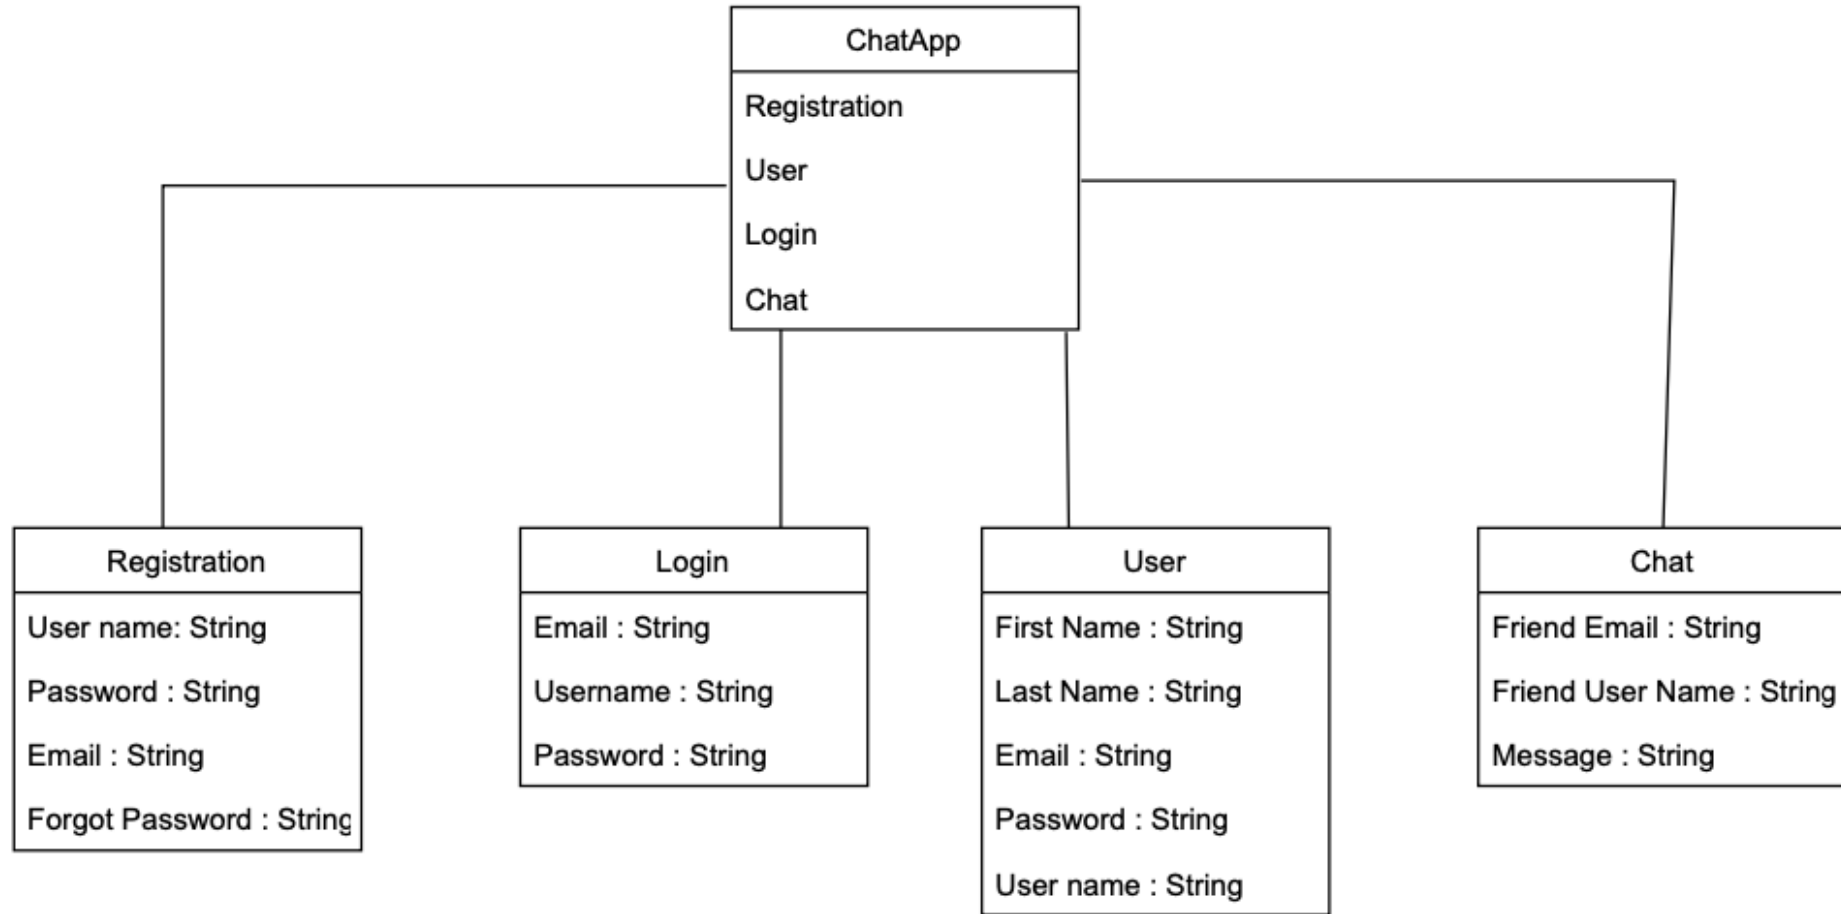 ChatApp
Registration
User
Login
Chat
Registration
User name: String
Password : String
Email : String
Forgot Password : String
Login
Email : String
Username : String
Password : String
User
First Name : String
Last Name : String
Email : String
Password : String
User name : String
Chat
Friend Email : String
Friend User Name : String
Message : String